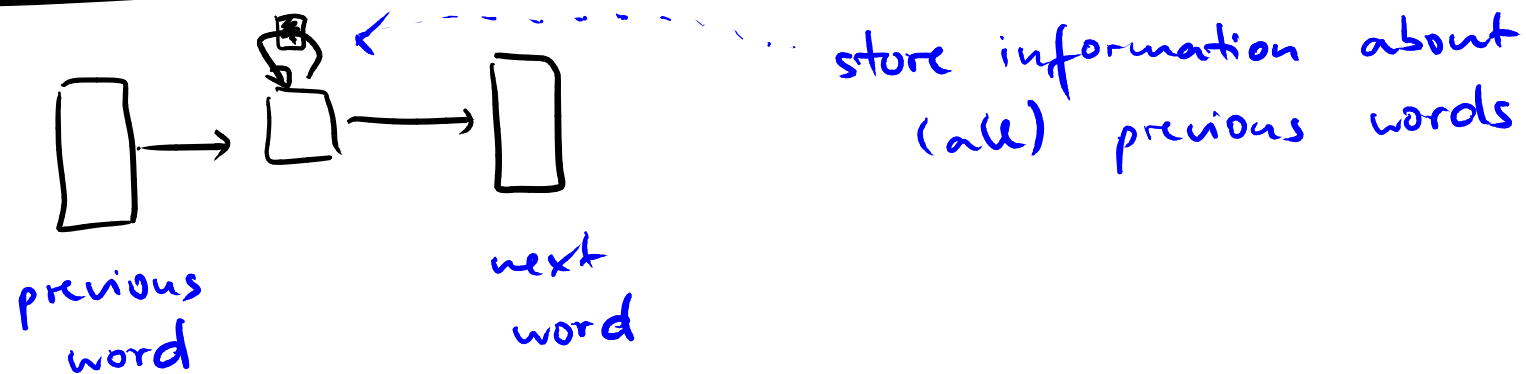 store information about
(all) previous words
previous
word
next
word